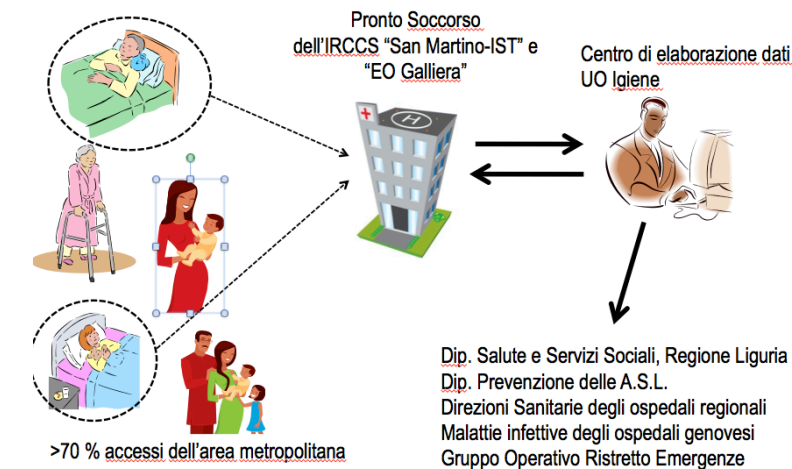 Pronto Soccorso
dell'IRCCS "San Martino-IST" e
"EO Galliera"
Centro di elaborazione dati
UO Igiene
H
>70 % accessi dell'area metropolitana
Dip. Salute e Servizi Sociali, Regione Liguria
Dip. Prevenzione delle A.S.L.
Direzioni Sanitarie degli ospedali regionali
Malattie infettive degli ospedali genovesi
Gruppo Operativo Ristretto Emergenze